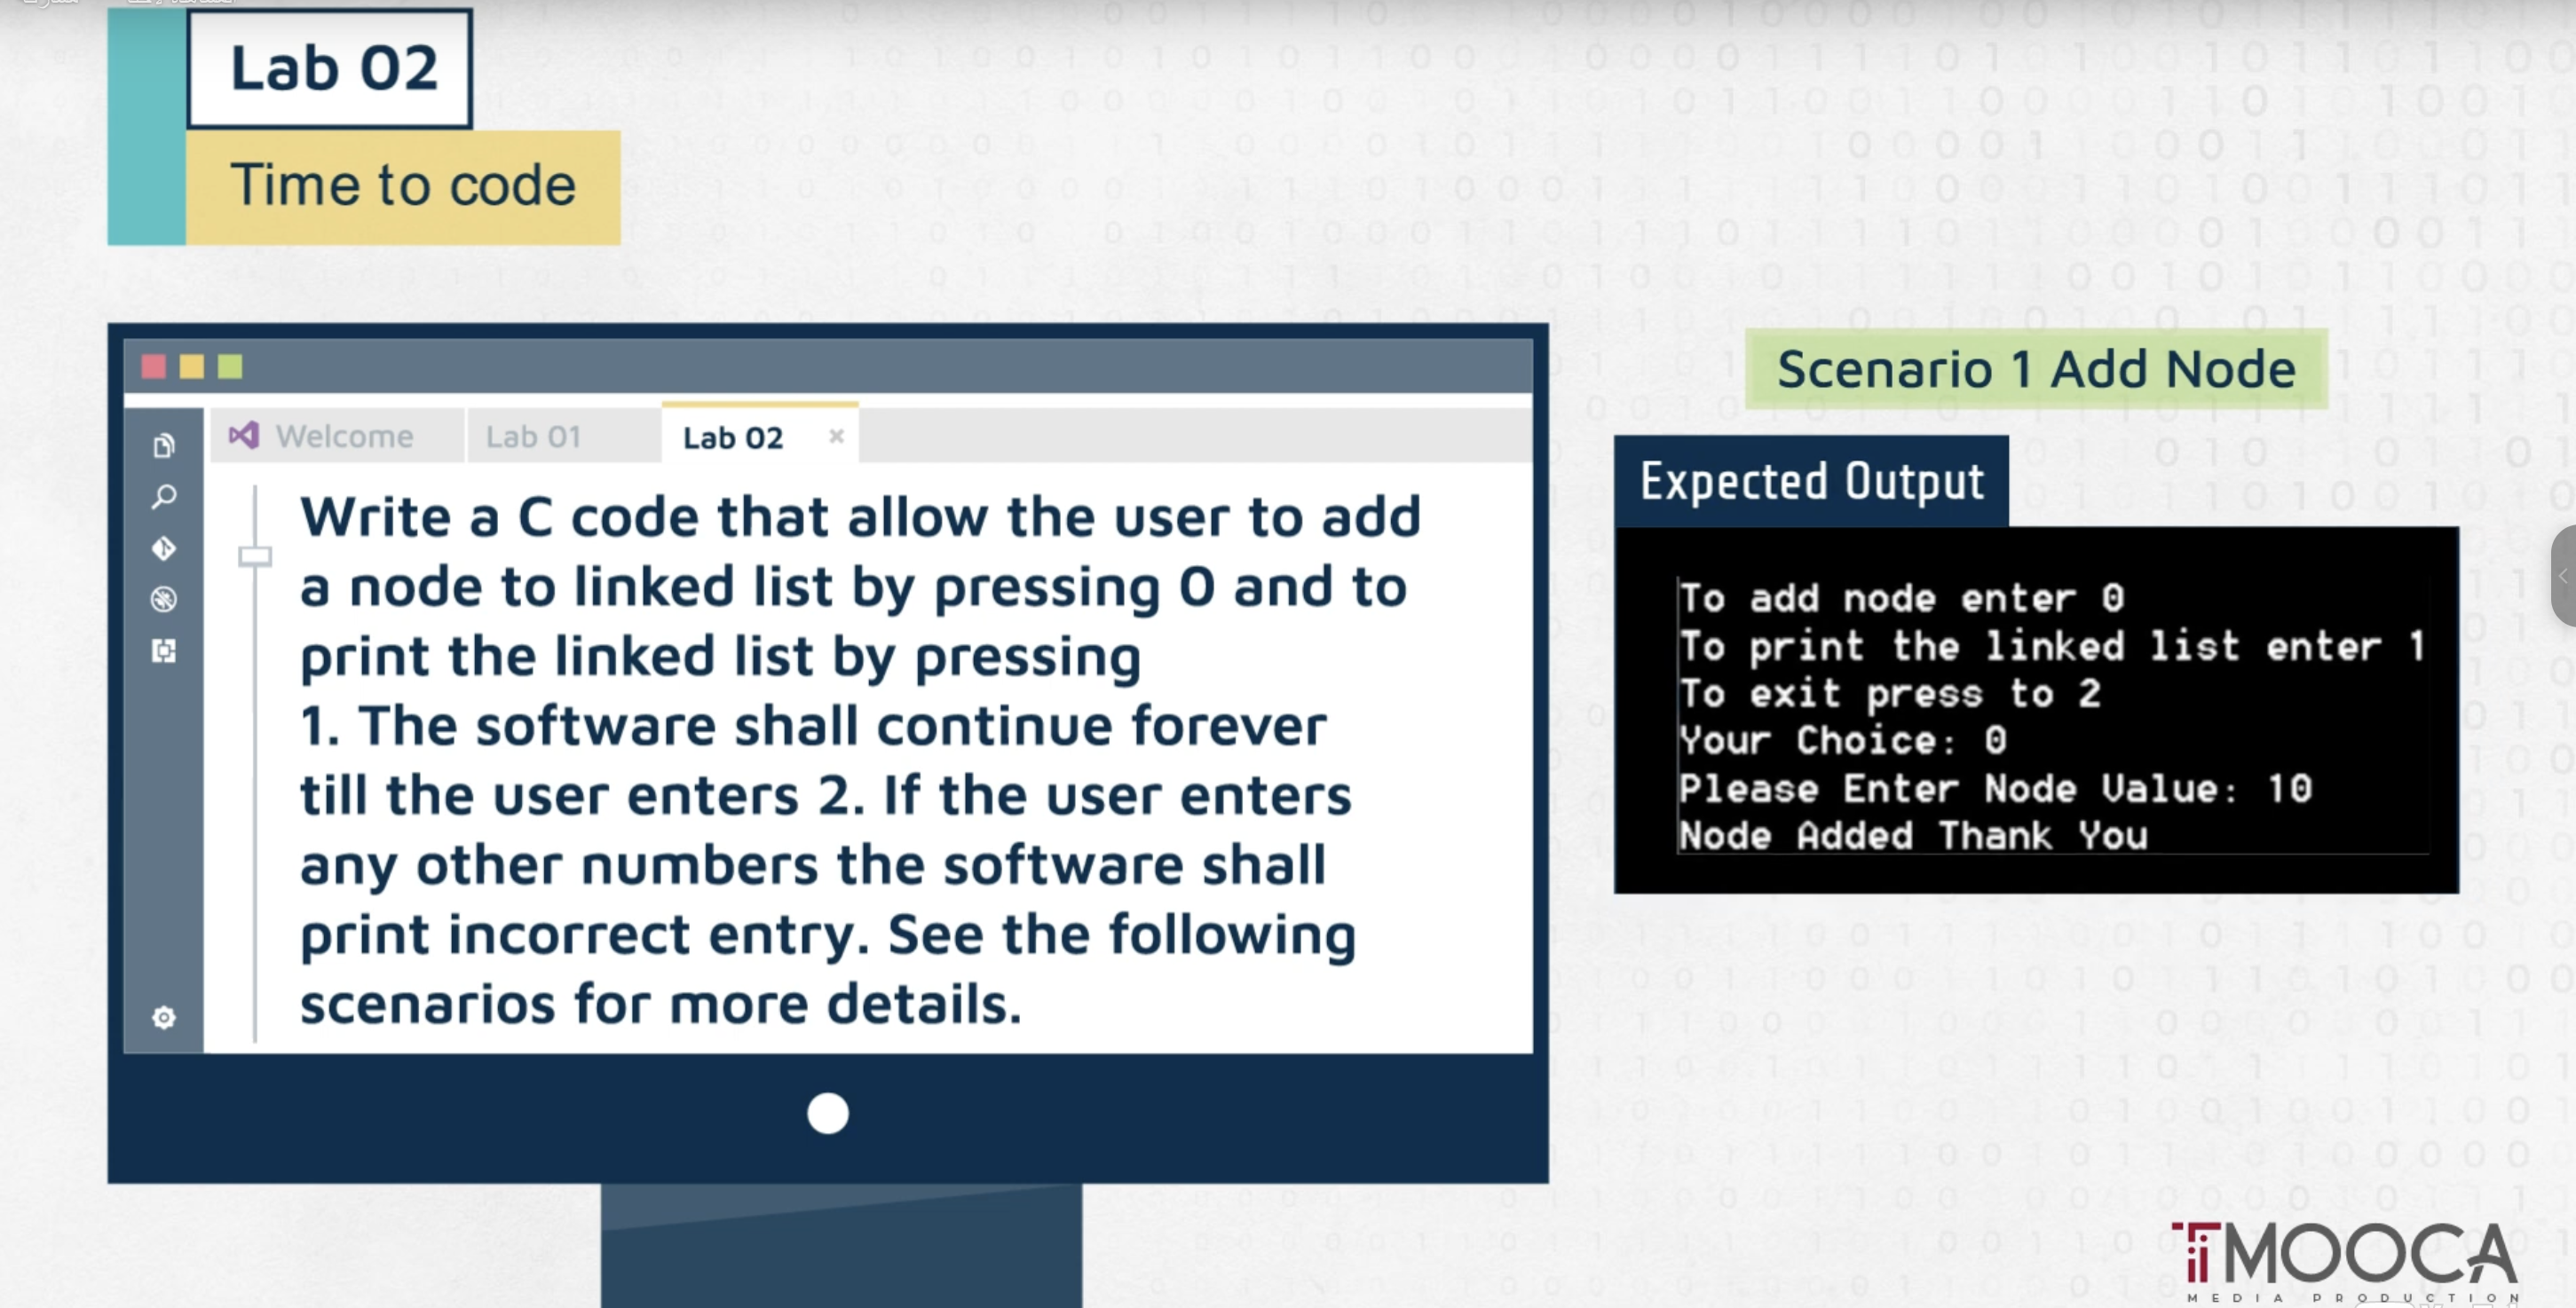 Lab 02
Time to code
Welcome
Lab 01
Lab 02
Write a C code that allow the user to add
a node to linked list by pressing 0 and to
print the linked list by pressing
1. The software shall continue forever
till the user enters 2. If the user enters
any other numbers the software shall
print incorrect entry. See the following
scenarios for more details.
Scenario 1 Add Node
Expected Output
To add node enter 0
To print the linked list enter 1
To exit press to 2
Your Choice: 0
Please Enter Node Value: 10
Node Added Thank You
MOOCA
MEDIA PRODUCTION